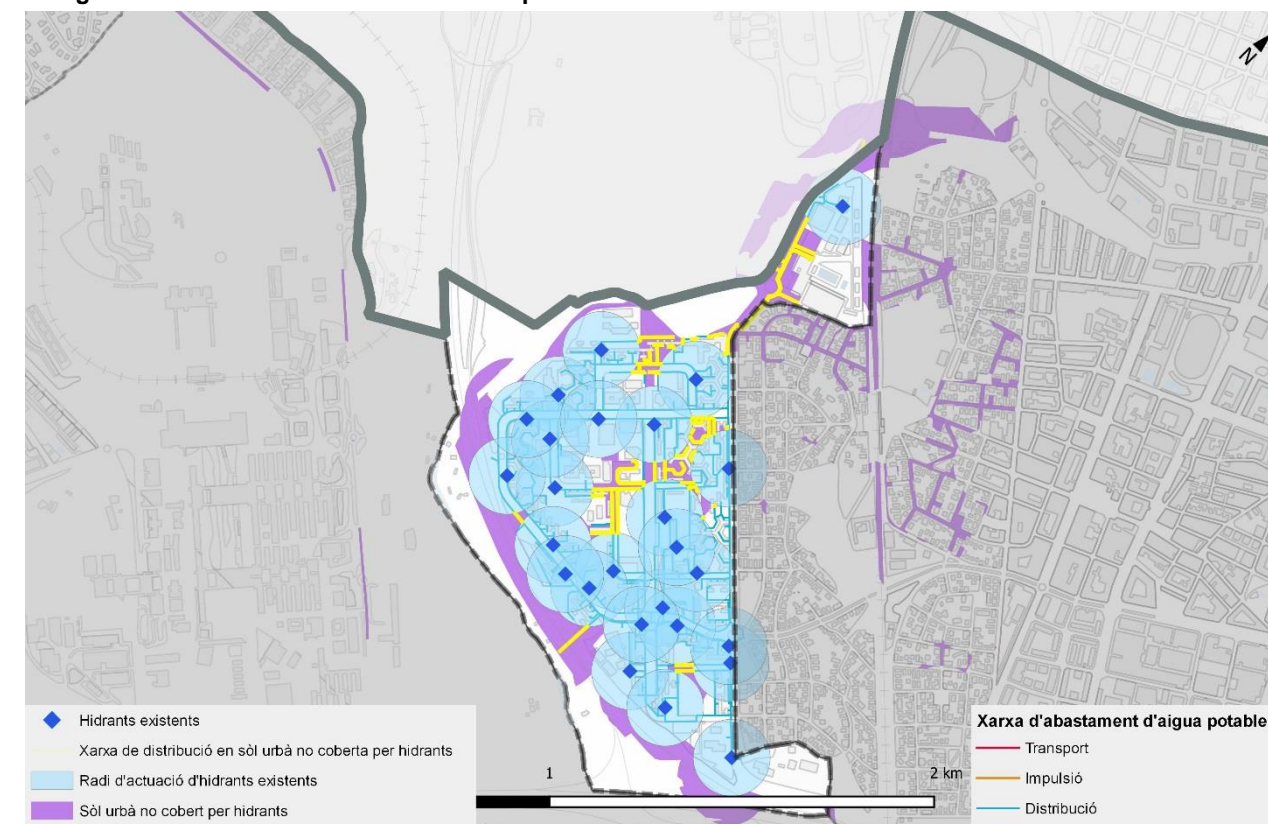 N
Hidrants existents
Xarxa de distribució en sòl urbà no coberta per hidrants
Radi d'actuació d'hidrants existents
Sòl urbà no cobert per hidrants
1
2 km
Xarxa d'abastament d'aigua potable
Transport
Impulsió
Distribució